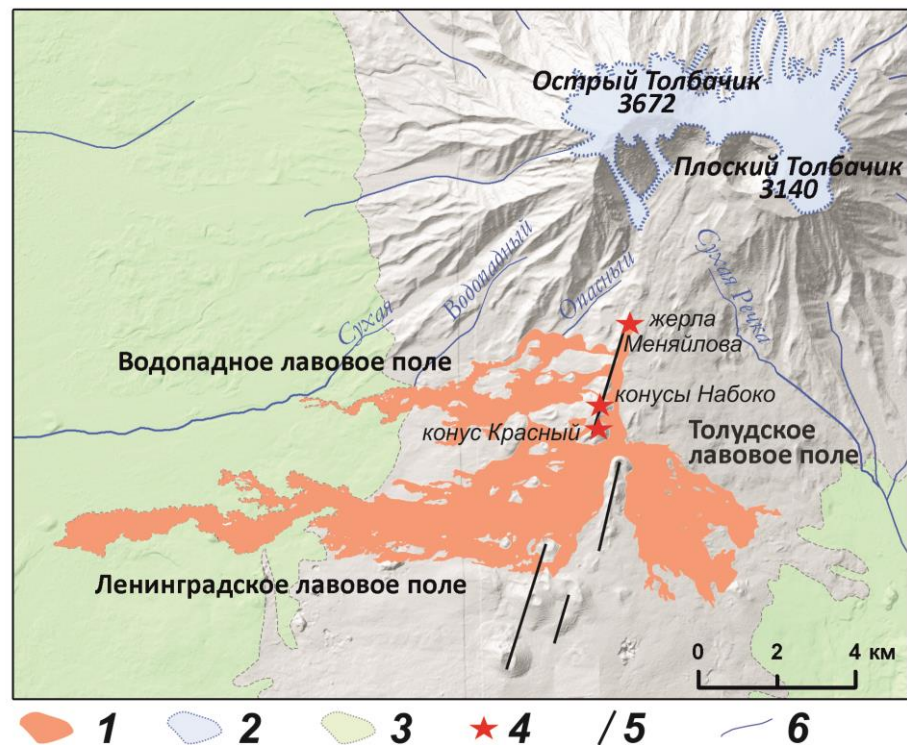 Острый Толбачик
3672
Плоский Толбачик
3140
Сухая
Водопадный
Опасный
Сухая Речка
жерла
Меняйлова
Водопадное лавовое поле
конусы Набоко
конус Красный
Толудское
лавовое поле
Ленинградское лавовое поле
0 2 4 км
1 2 3 4 5 6